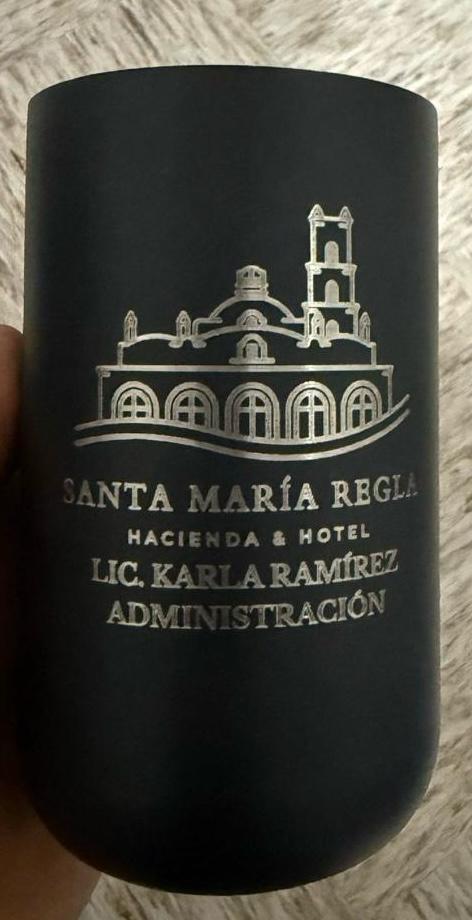 SANTA MARÍA REGLA
HACIENDA & HOTEL
LIC. KARLA RAMÍREZ
ADMINISTRACIÓN